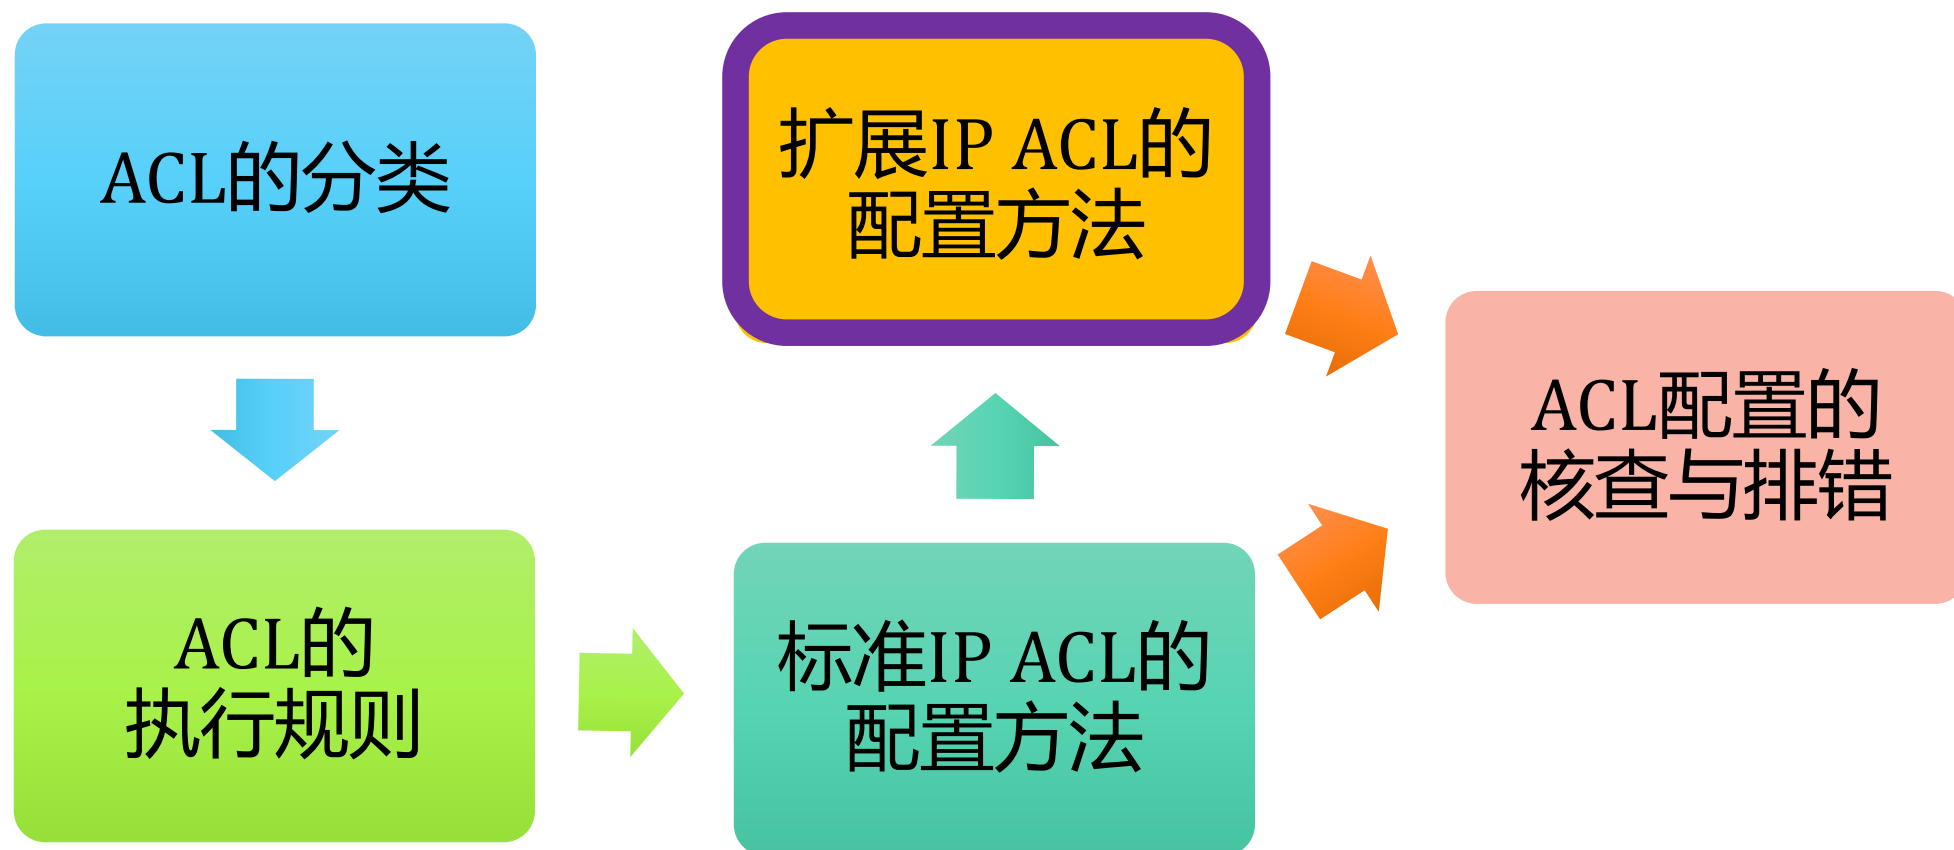 ACL的分类
ACL的
执行规则
标准IP ACL的
配置方法
扩展IP ACL的
配置方法
ACL配置的
核查与排错